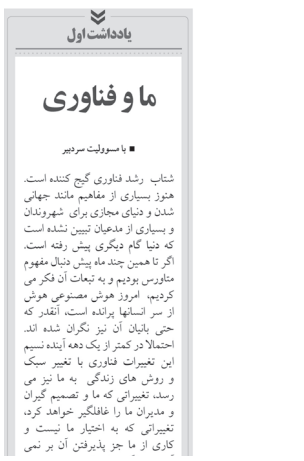 یادداشت اول
ما و فناوری
■ با مسوولیت سردبیر
شتاب رشد فناوری گیج کننده است.
هنوز بسیاری از مفاهیم مانند جهانی
شدن و دنیای مجازی برای شهروندان
و بسیاری از مدعیان تبیین نشده است
که دنیا گام دیگری پیش رفته است.
اگر تا همین چند ماه پیش دنبال مفهوم
متاورس بودیم و به تبعات آن فکر می
کردیم، امروز هوش مصنوعی هوش
از سر انسانها پرانده است، آنقدر که
حتی بانیان آن نیز نگران شده اند.
احتمالا در کمتر از یک دهه آینده نسیم
این تغییرات فناوری با تغییر سبک
و روش های زندگی به ما نیز می
رسد، تغییراتی که ما و تصمیم گیران
و مدیران ما را غافلگیر خواهد کرد،
تغییراتی که به اختیار ما نیست و
کاری از ما جز پذیرفتن آن بر نمی